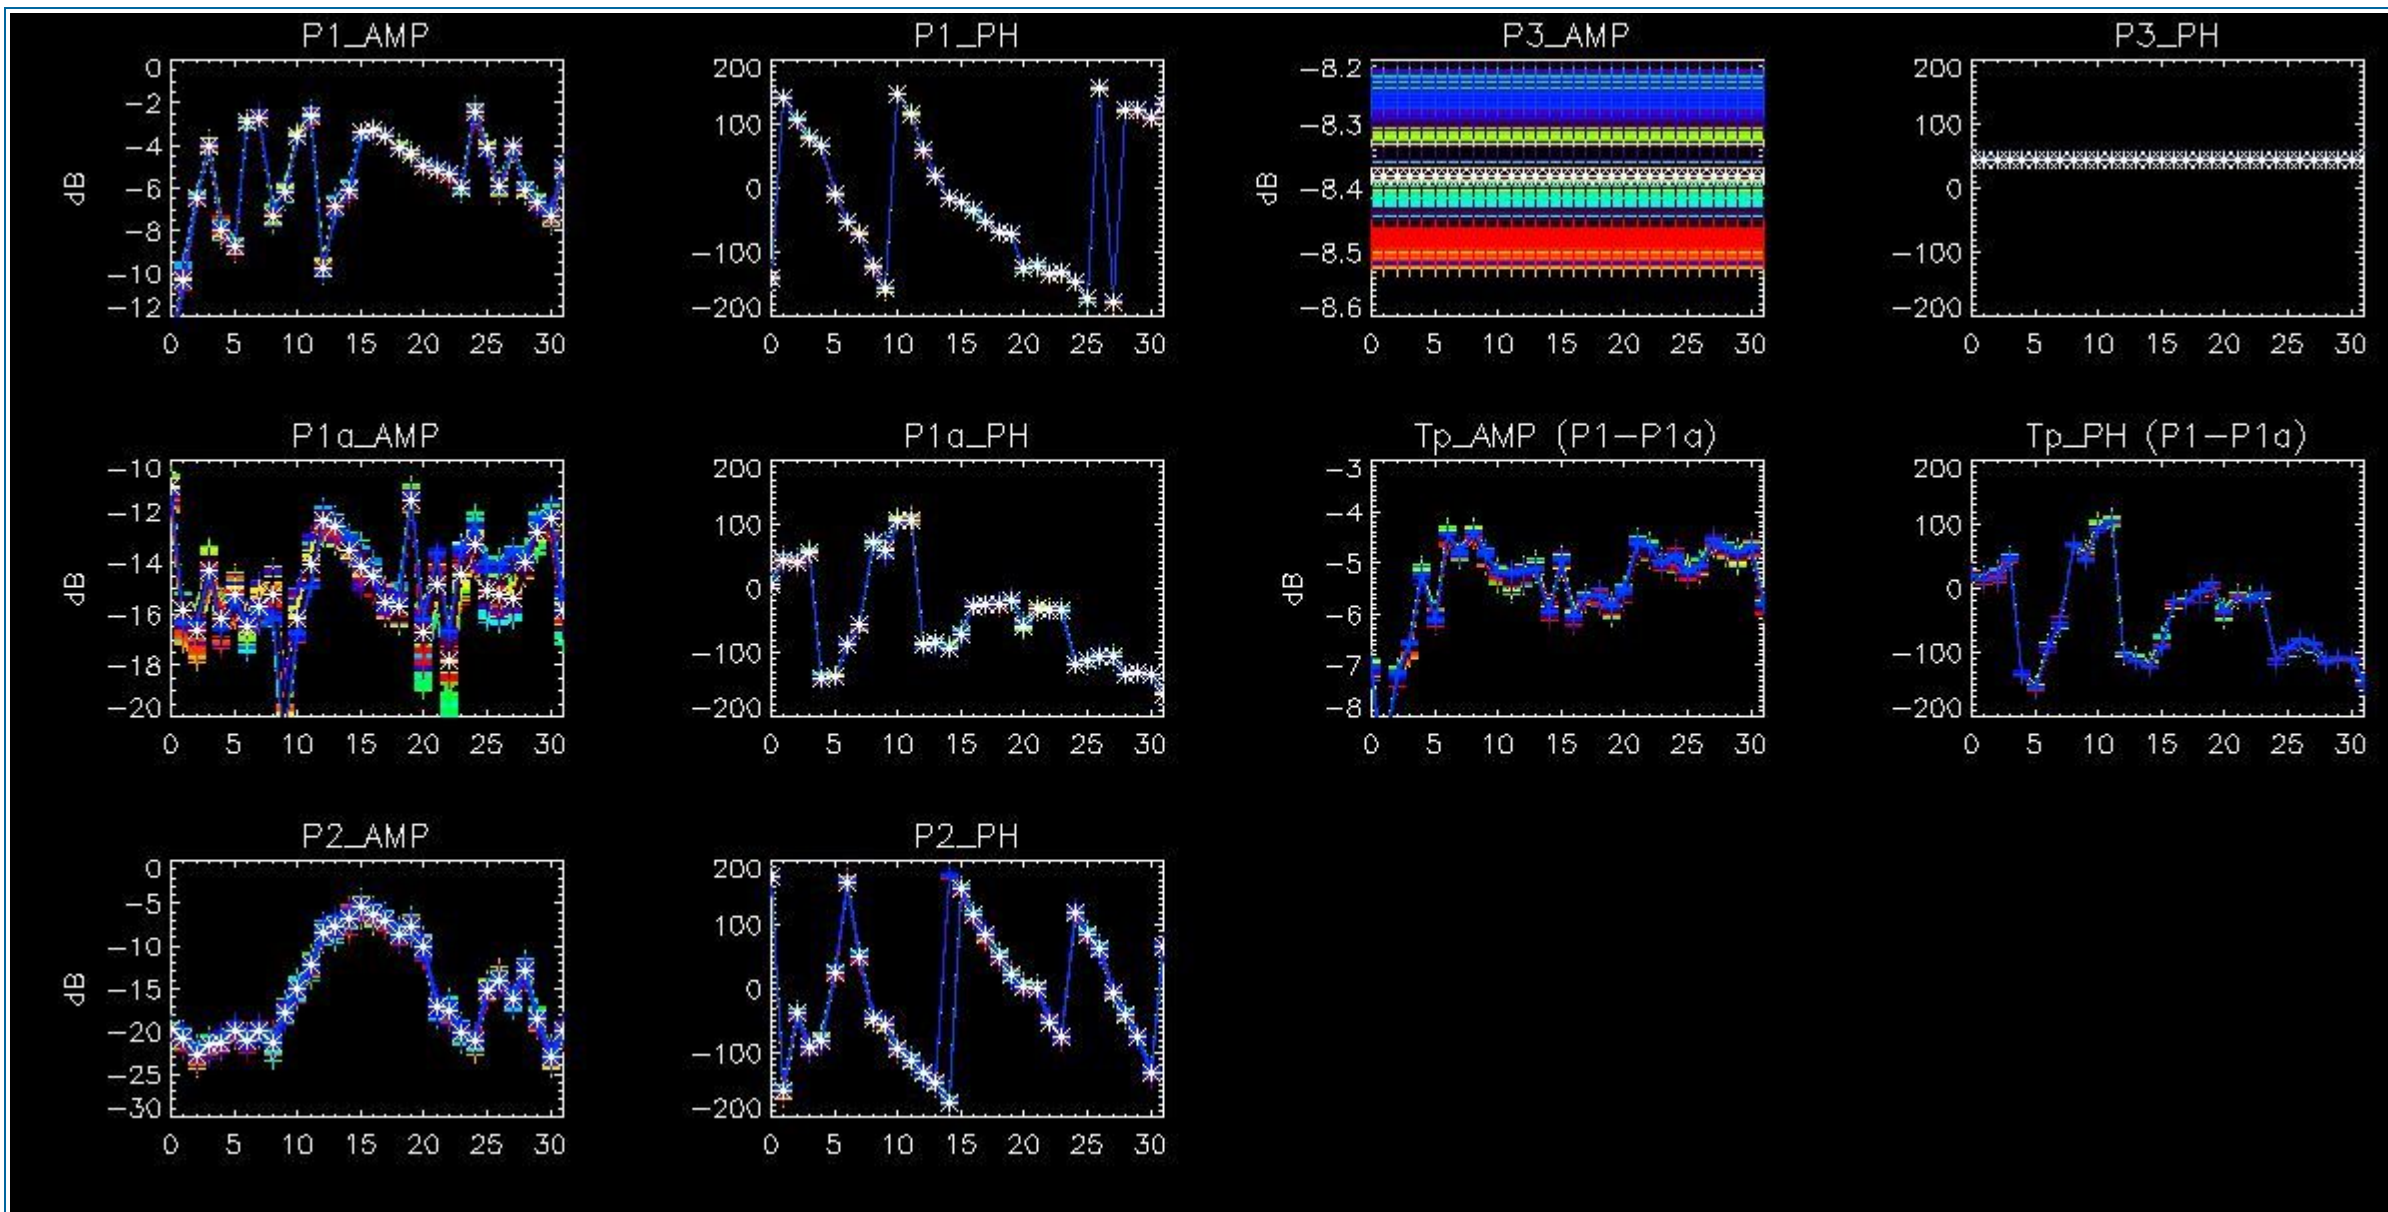 P1_AMP
0
−2
−4
−6
−8
−10
−12
dB
0 5 10 15 20 25 30
P1_PH
200
100
0
−100
−200
0 5 10 15 20 25 30
P3_AMP
−8.2
−8.3
−8.4
−8.5
−8.6
dB
0 5 10 15 20 25 30
P3_PH
200
100
0
−100
−200
0 5 10 15 20 25 30
P1a_AMP
−10
−12
−14
−16
−18
−20
dB
0 5 10 15 20 25 30
P1a_PH
200
100
0
−100
−200
0 5 10 15 20 25 30
Tp_AMP (P1−P1a)
−3
−4
−5
−6
−7
−8
dB
0 5 10 15 20 25 30
Tp_PH (P1−P1a)
200
100
0
−100
−200
0 5 10 15 20 25 30
P2_AMP
0
−5
−10
−15
−20
−25
−30
dB
0 5 10 15 20 25 30
P2_PH
200
100
0
−100
−200
0 5 10 15 20 25 30